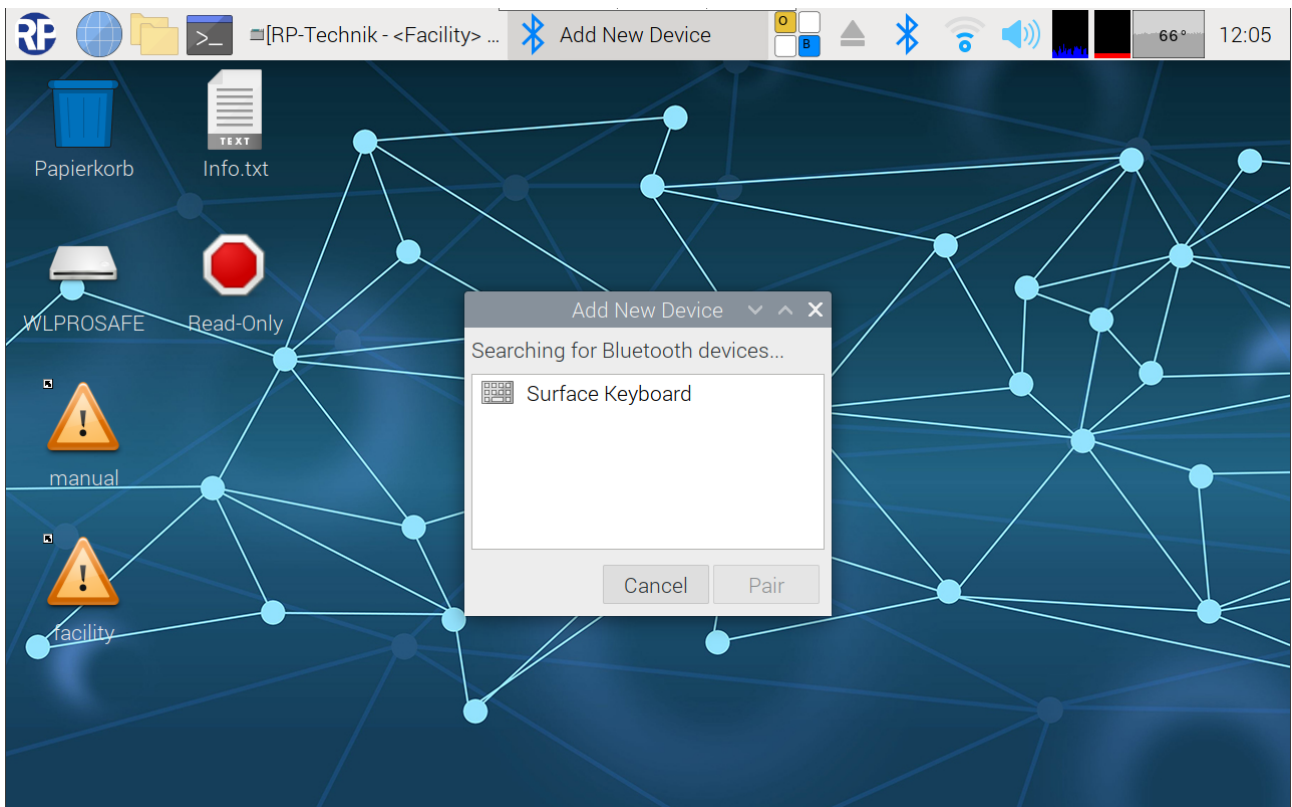 RP >_ [RP-Technik - <Facility> ... Add New Device O B 66° 12:05
TEXT
Papierkorb Info.txt
WLPROSAFE Read-Only
Add New Device
Searching for Bluetooth devices...
Surface Keyboard
manual
Cancel Pair
facility